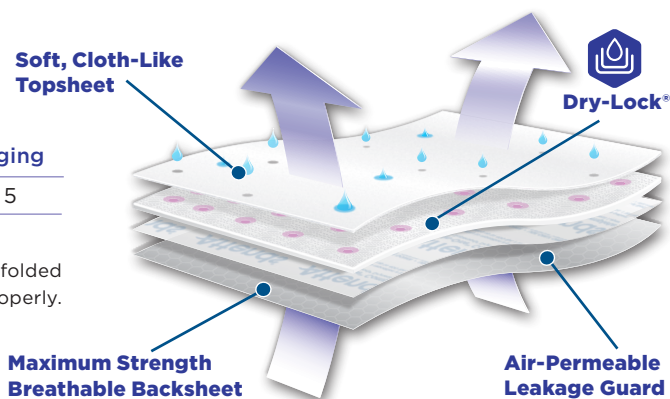 Soft, Cloth-Like
Topsheet
Dry-Lock®
ging
5
folded
operly.
Maximum Strength
Breathable Backsheet
Air-Permeable
Leakage Guard